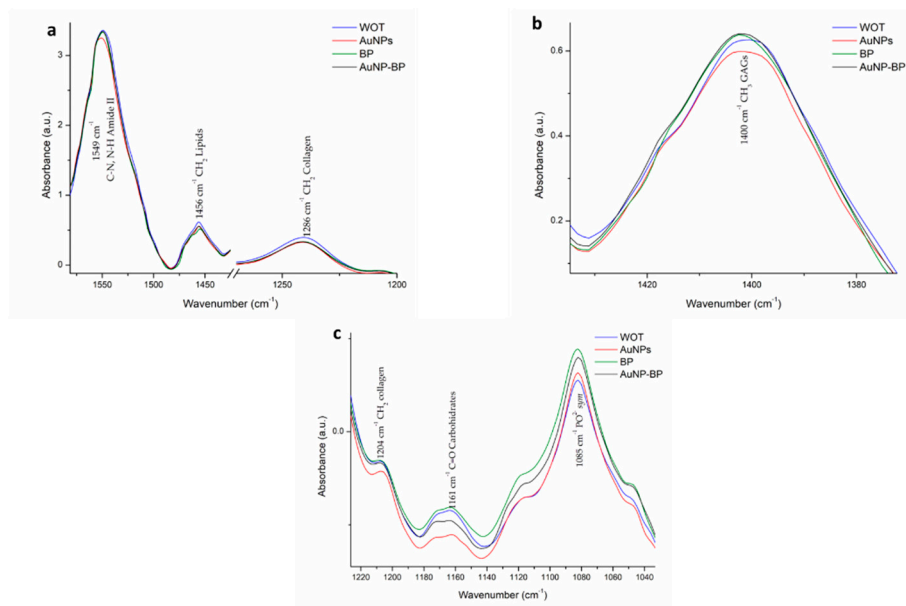 a
WOT
AuNPs
BP
AuNP-BP
3
2
1
0
Absorbance (a.u.)
1549 cm-1
C-N, N-H Amide II
1456 cm-1 CH2 Lipids
1286 cm-1 CH2 Collagen
1550
1500
1450
1250
1200
Wavenumber (cm-1)
b
WOT
AuNPs
BP
AuNP-BP
0.6
0.4
0.2
Absorbance (a.u.)
1400 cm-1 CH3 GAGs
1420
1400
1380
Wavenumber (cm-1)
c
WOT
AuNPs
BP
AuNP-BP
0.0
Absorbance (a.u.)
1204 cm-1 CH2 collagen
1161 cm-1 C=O Carbohidrates
1085 cm-1 PO-3 sym
1220
1200
1180
1160
1140
1120
1100
1080
1060
1040
Wavenumber (cm-1)